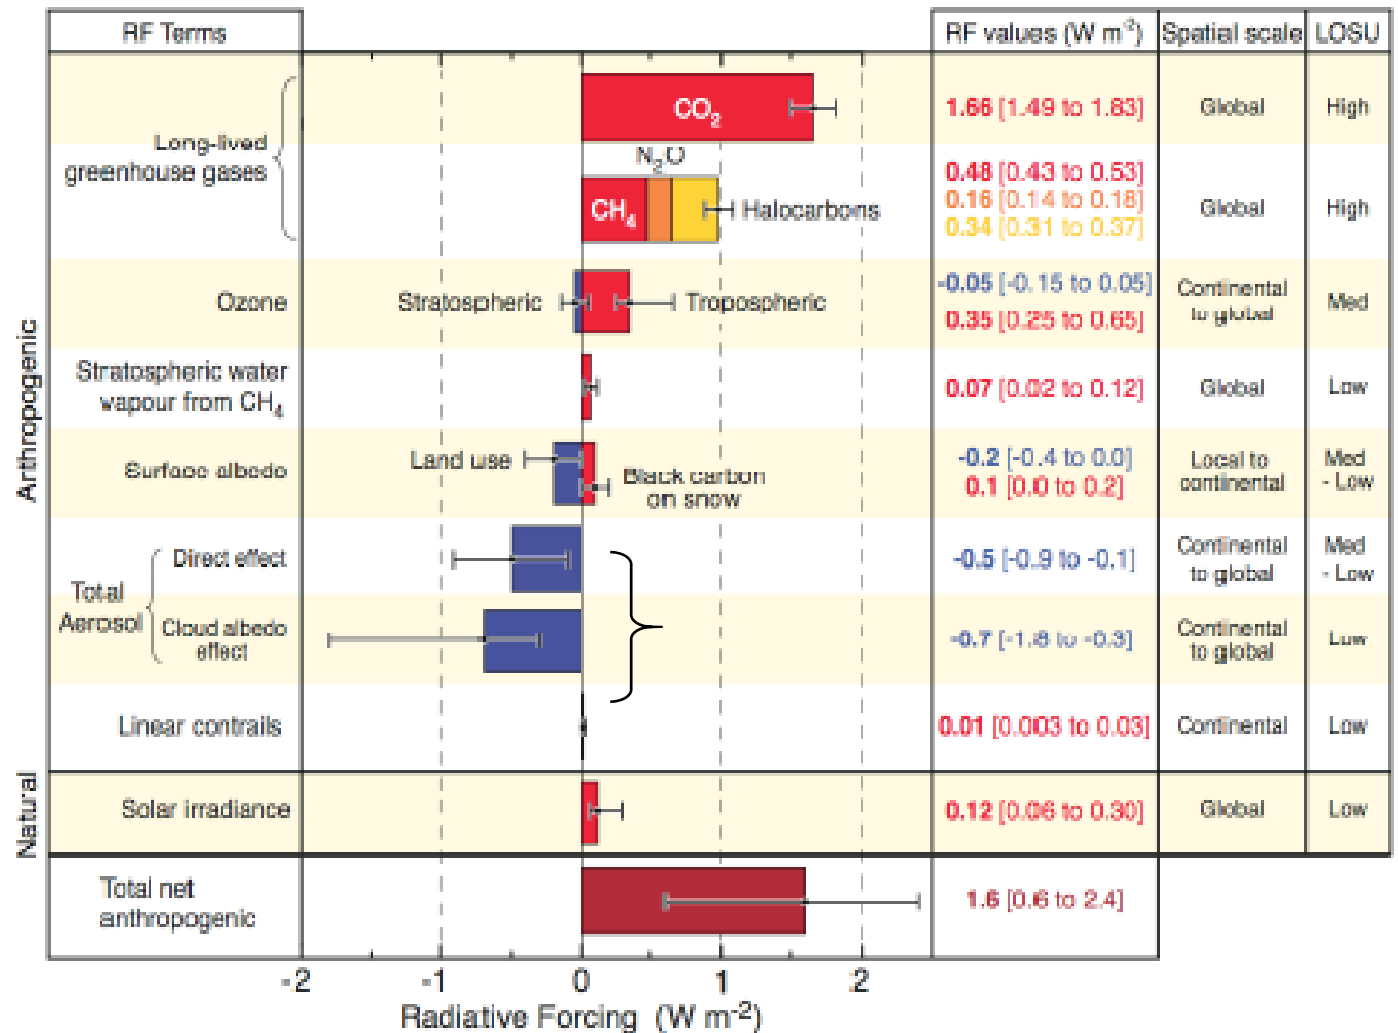 RF Terms
RF values (W m⁻²)
Spatial scale
LOSU
Anthropogenic
Long-lived
greenhouse gases
CO₂
1.66 [1.49 to 1.83]
Global
High
N₂O
CH₄
Halocarbons
0.48 [0.43 to 0.53]
0.16 [0.14 to 0.18]
0.34 [0.31 to 0.37]
Global
High
Ozone
Stratospheric
Tropospheric
-0.05 [-0.15 to 0.05]
0.35 [0.25 to 0.65]
Continental
to global
Med
Stratospheric water
vapour from CH₄
0.07 [0.02 to 0.12]
Global
Low
Surface albedo
Land use
Black carbon
on snow
-0.2 [-0.4 to 0.0]
0.1 [0.0 to 0.2]
Local to
continental
Med
- Low
Total
Aerosol
Direct effect
-0.5 [-0.9 to -0.1]
Continental
to global
Med
- Low
Cloud albedo
effect
-0.7 [-1.8 to -0.3]
Continental
to global
Low
Linear contrails
0.01 [0.003 to 0.03]
Continental
Low
Natural
Solar irradiance
0.12 [0.06 to 0.30]
Global
Low
Total net
anthropogenic
1.6 [0.6 to 2.4]
-2
-1
0
1
2
Radiative Forcing (W m⁻²)